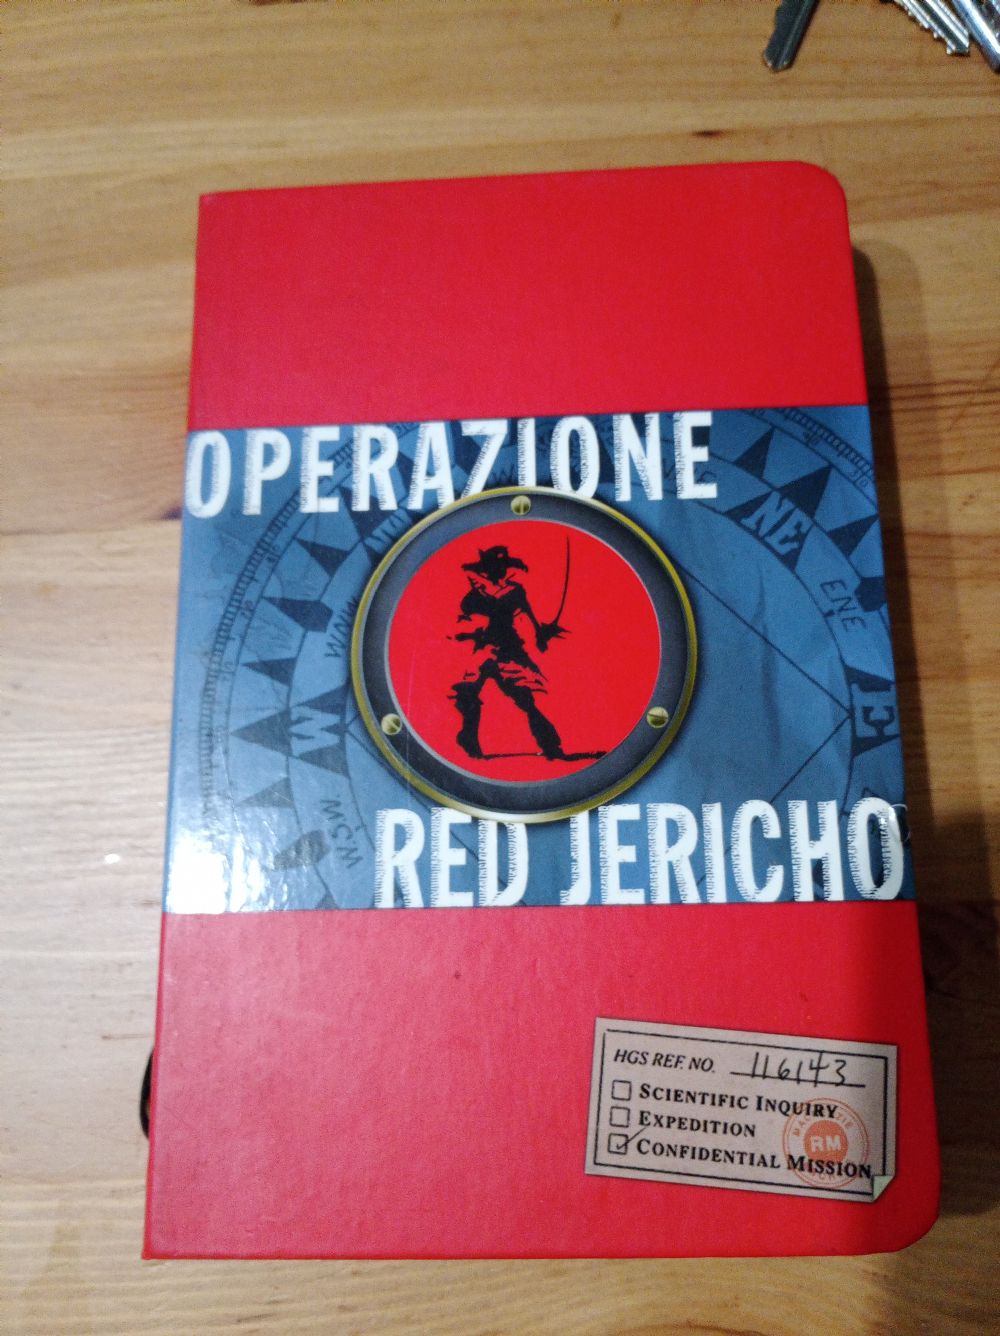 OPERAZIONE
NE
ENE
WNW
W
E
WSW
RED JERICHO
HGS REF. NO. 116143
SCIENTIFIC INQUIRY
EXPEDITION
CONFIDENTIAL MISSION
RM